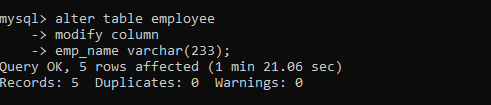 mysql> alter table employee
    -> modify column
    -> emp_name varchar(233);
Query OK, 5 rows affected (1 min 21.06 sec)
Records: 5  Duplicates: 0  Warnings: 0